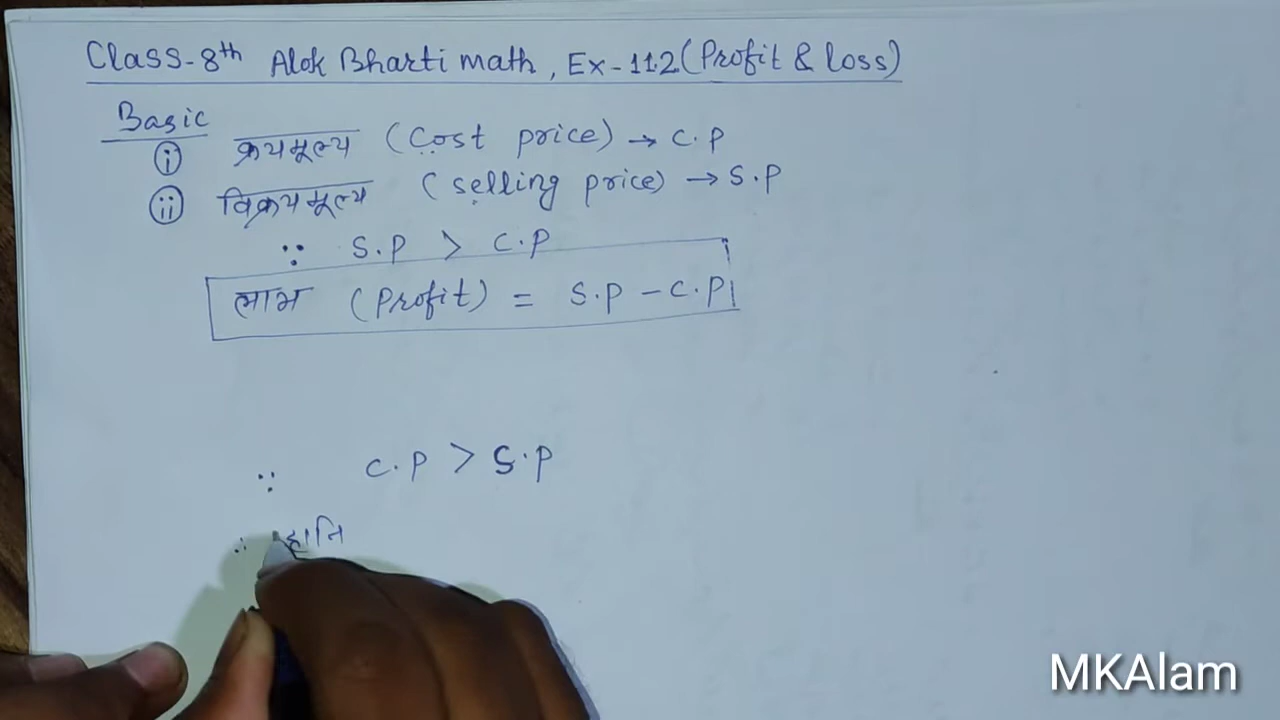 Class-8th Alok Bharti math, Ex-11.2 (Profit & loss)
Basic
(i) क्रयमूल्य (Cost price) → C.P
(ii) विक्रयमूल्य (selling price) → S.P
∵ S.P > C.P
लाभ (Profit) = S.P - C.P
∵ C.P > S.P
∴ हानि
MKAlam